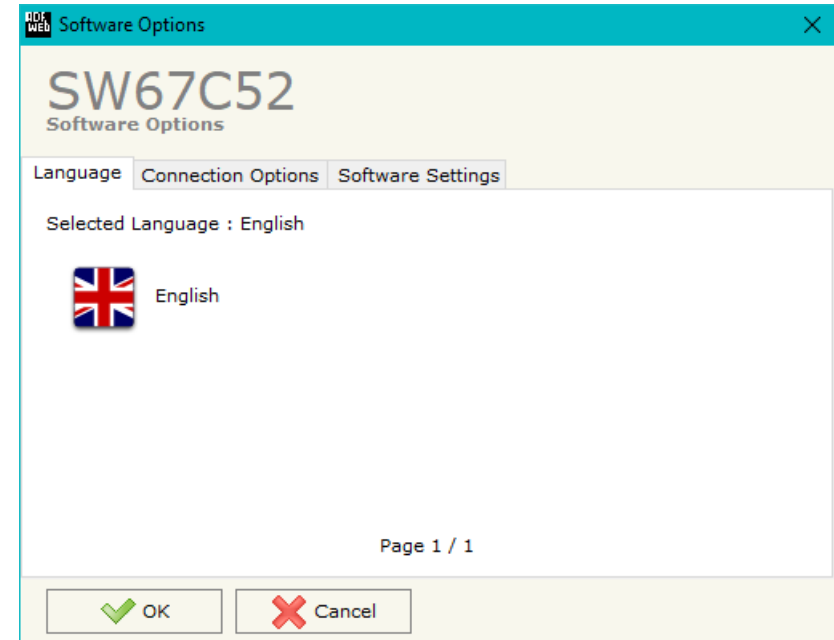 ADF
WEB Software Options
SW67C52
Software Options
Language Connection Options Software Settings
Selected Language : English
English
Page 1 / 1
OK Cancel